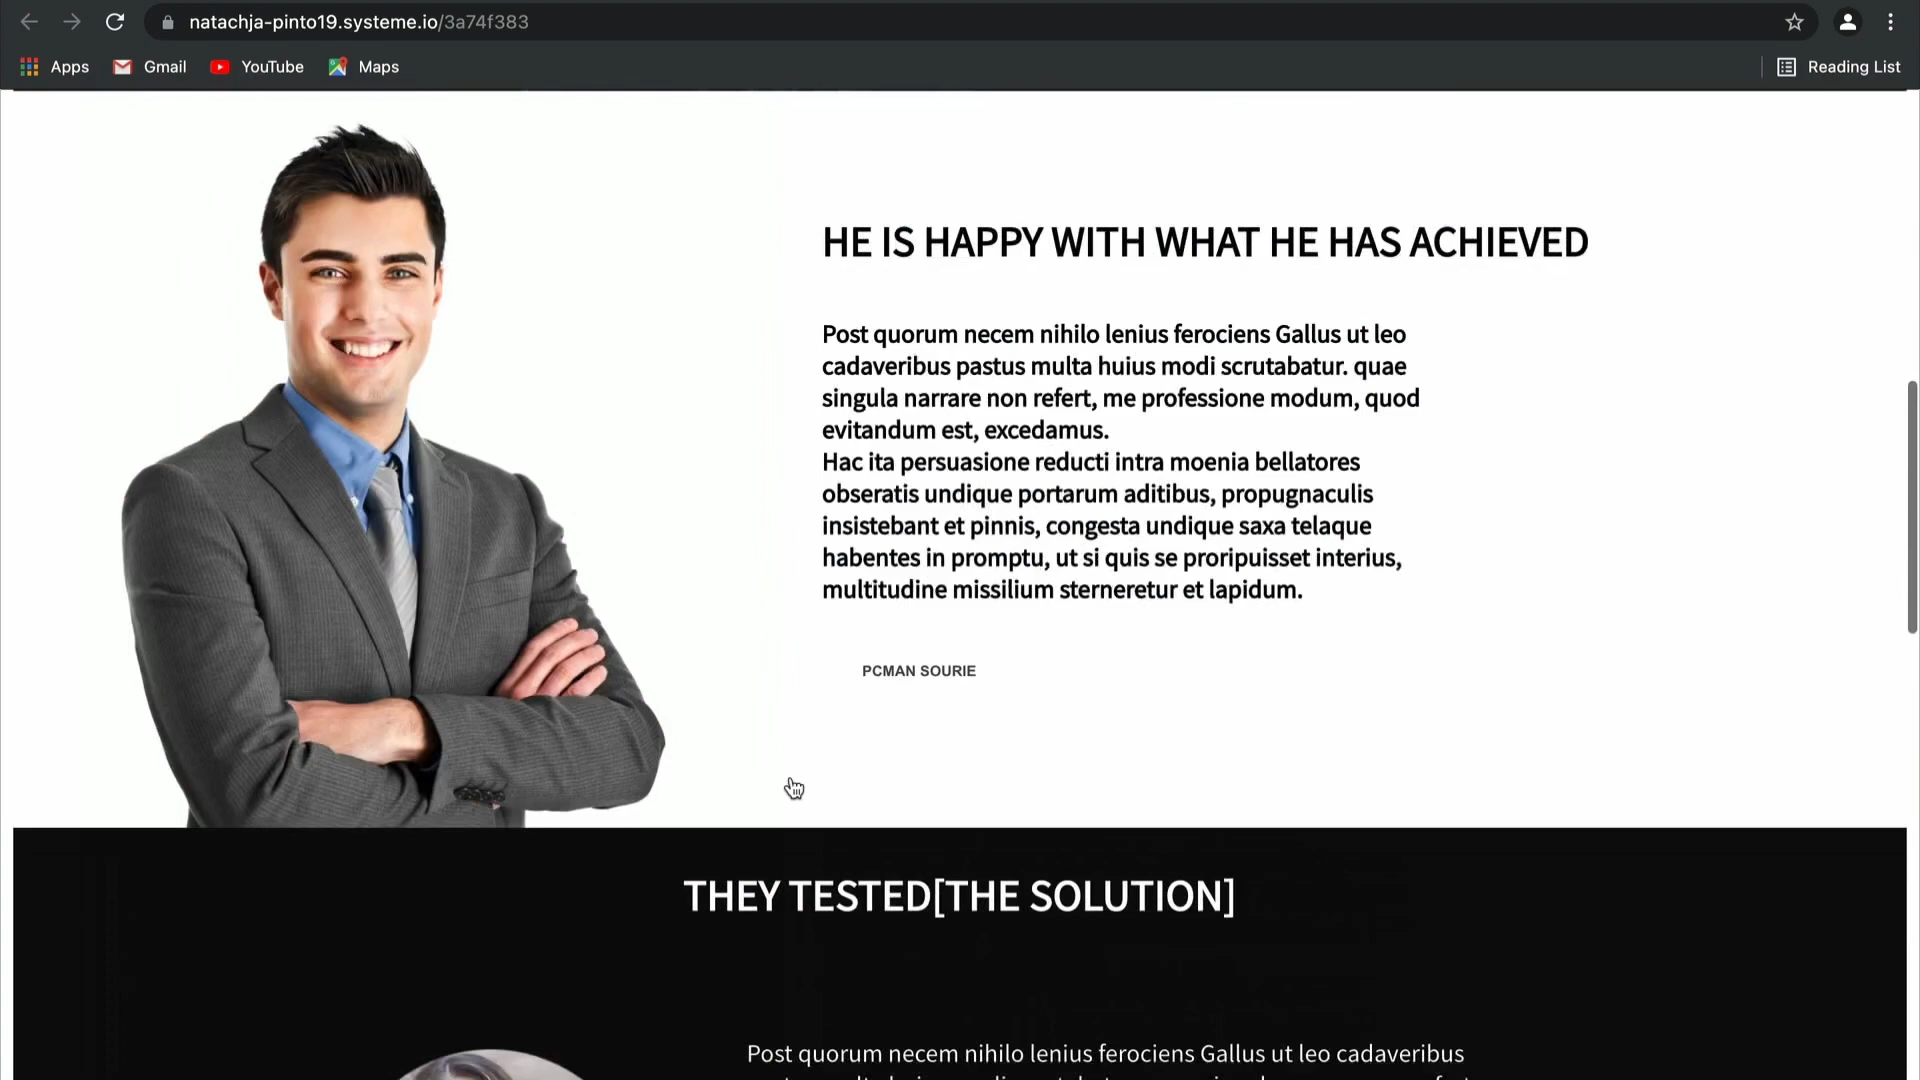 natachja-pinto19.systeme.io/3a74f383
Apps Gmail YouTube Maps Reading List
HE IS HAPPY WITH WHAT HE HAS ACHIEVED
Post quorum necem nihilo lenius ferociens Gallus ut leo
cadaveribus pastus multa huius modi scrutabatur. quae
singula narrare non refert, me professione modum, quod
evitandum est, excedamus.
Hac ita persuasione reducti intra moenia bellatores
obseratis undique portarum aditibus, propugnaculis
insistebant et pinnis, congesta undique saxa telaque
habentes in promptu, ut si quis se proripuisset interius,
multitudine missilium sterneretur et lapidum.
PCMAN SOURIE
THEY TESTED[THE SOLUTION]
Post quorum necem nihilo lenius ferociens Gallus ut leo cadaveribus